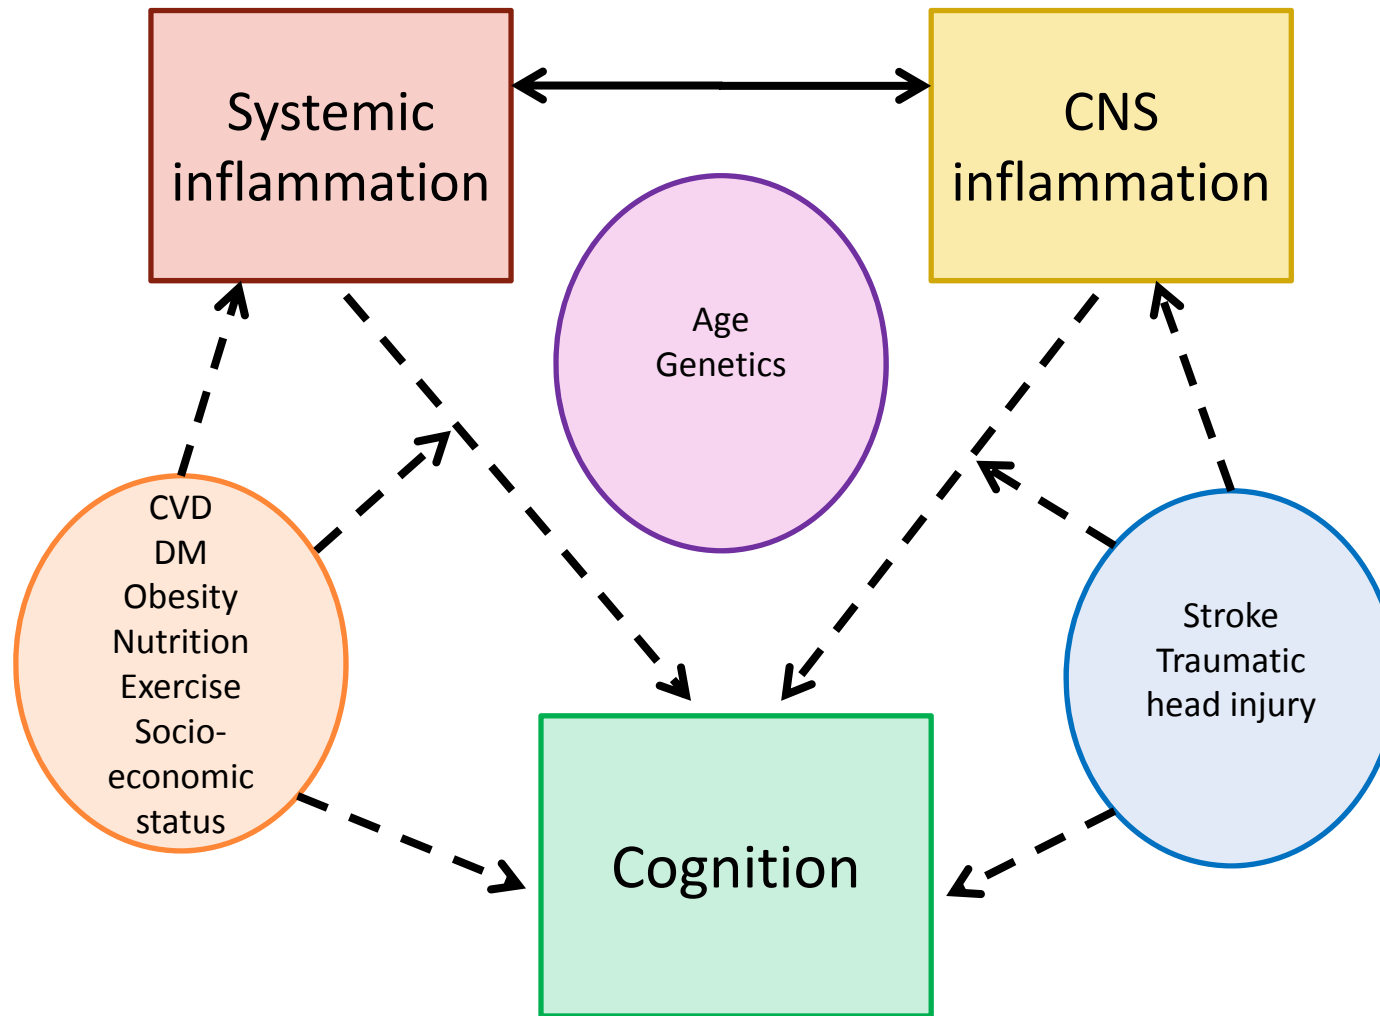 Systemic
inflammation
CNS
inflammation
Age
Genetics
CVD
DM
Obesity
Nutrition
Exercise
Socio-
economic
status
Stroke
Traumatic
head injury
Cognition